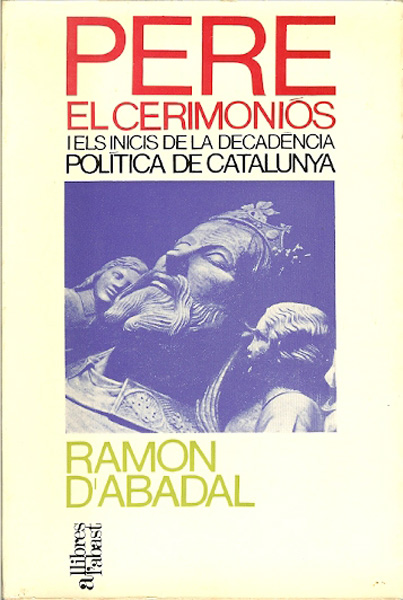 PERE
EL CERIMONIÓS
I ELS INICIS DE LA DECADÈNCIA
POLÍTICA DE CATALUNYA
RAMON
D'ABADAL
llibres
a l'abast